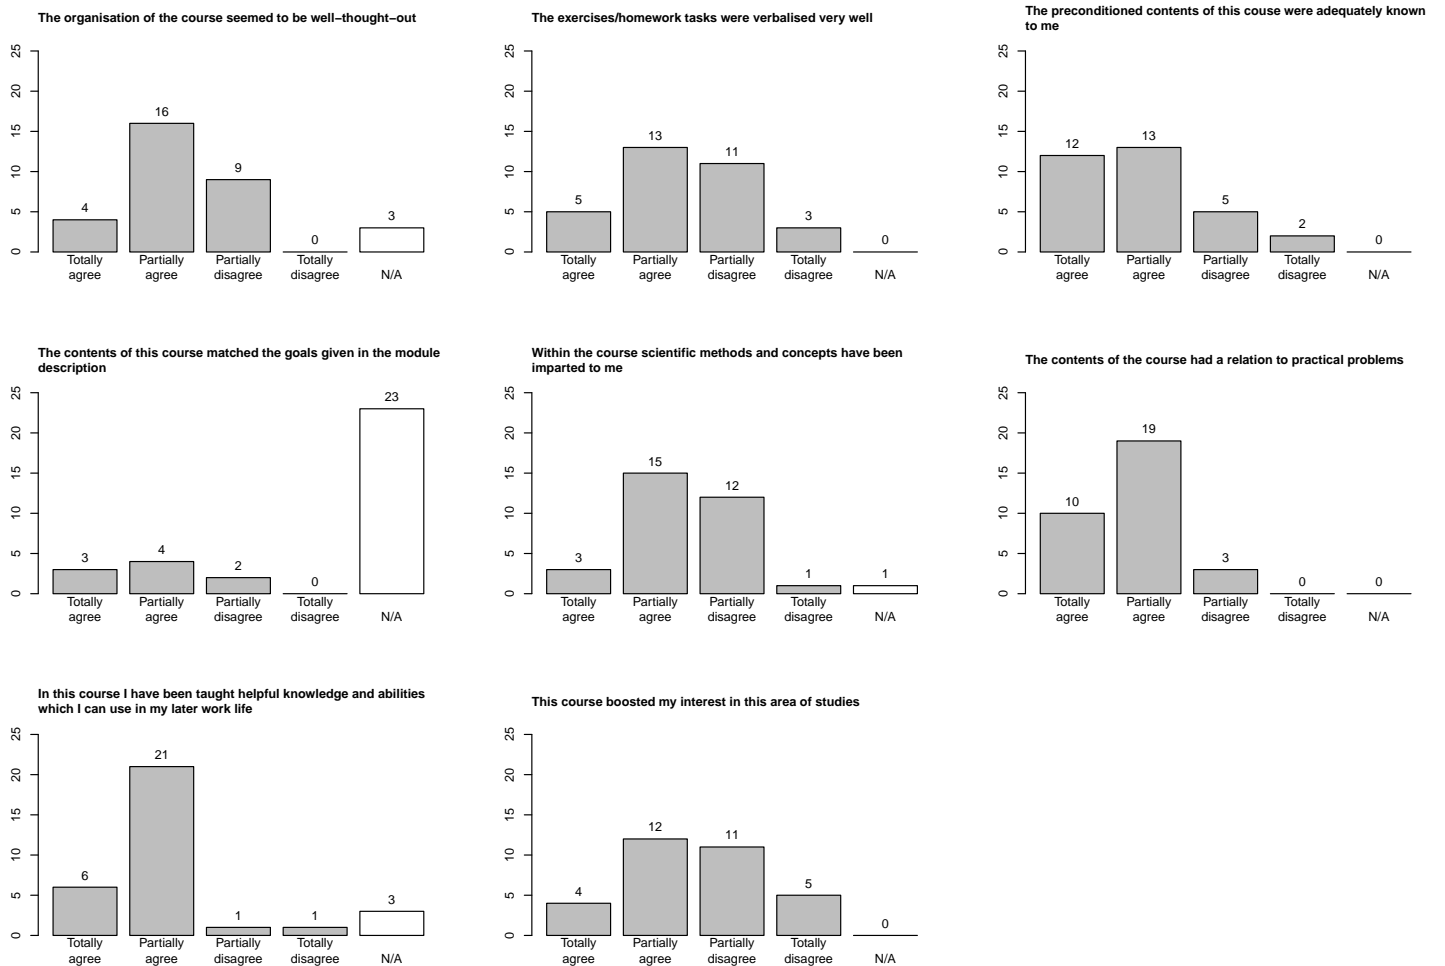 The organisation of the course seemed to be well−thought−out
25
20
15
10
5
0
4
16
9
0
3
Totally agree
Partially agree
Partially disagree
Totally disagree
N/A
The exercises/homework tasks were verbalised very well
25
20
15
10
5
0
5
13
11
3
0
Totally agree
Partially agree
Partially disagree
Totally disagree
N/A
The preconditioned contents of this couse were adequately known
to me
25
20
15
10
5
0
12
13
5
2
0
Totally agree
Partially agree
Partially disagree
Totally disagree
N/A
The contents of this course matched the goals given in the module
description
25
20
15
10
5
0
3
4
2
0
23
Totally agree
Partially agree
Partially disagree
Totally disagree
N/A
Within the course scientific methods and concepts have been
imparted to me
25
20
15
10
5
0
3
15
12
1
1
Totally agree
Partially agree
Partially disagree
Totally disagree
N/A
The contents of the course had a relation to practical problems
25
20
15
10
5
0
10
19
3
0
0
Totally agree
Partially agree
Partially disagree
Totally disagree
N/A
In this course I have been taught helpful knowledge and abilities
which I can use in my later work life
25
20
15
10
5
0
6
21
1
1
3
Totally agree
Partially agree
Partially disagree
Totally disagree
N/A
This course boosted my interest in this area of studies
25
20
15
10
5
0
4
12
11
5
0
Totally agree
Partially agree
Partially disagree
Totally disagree
N/A